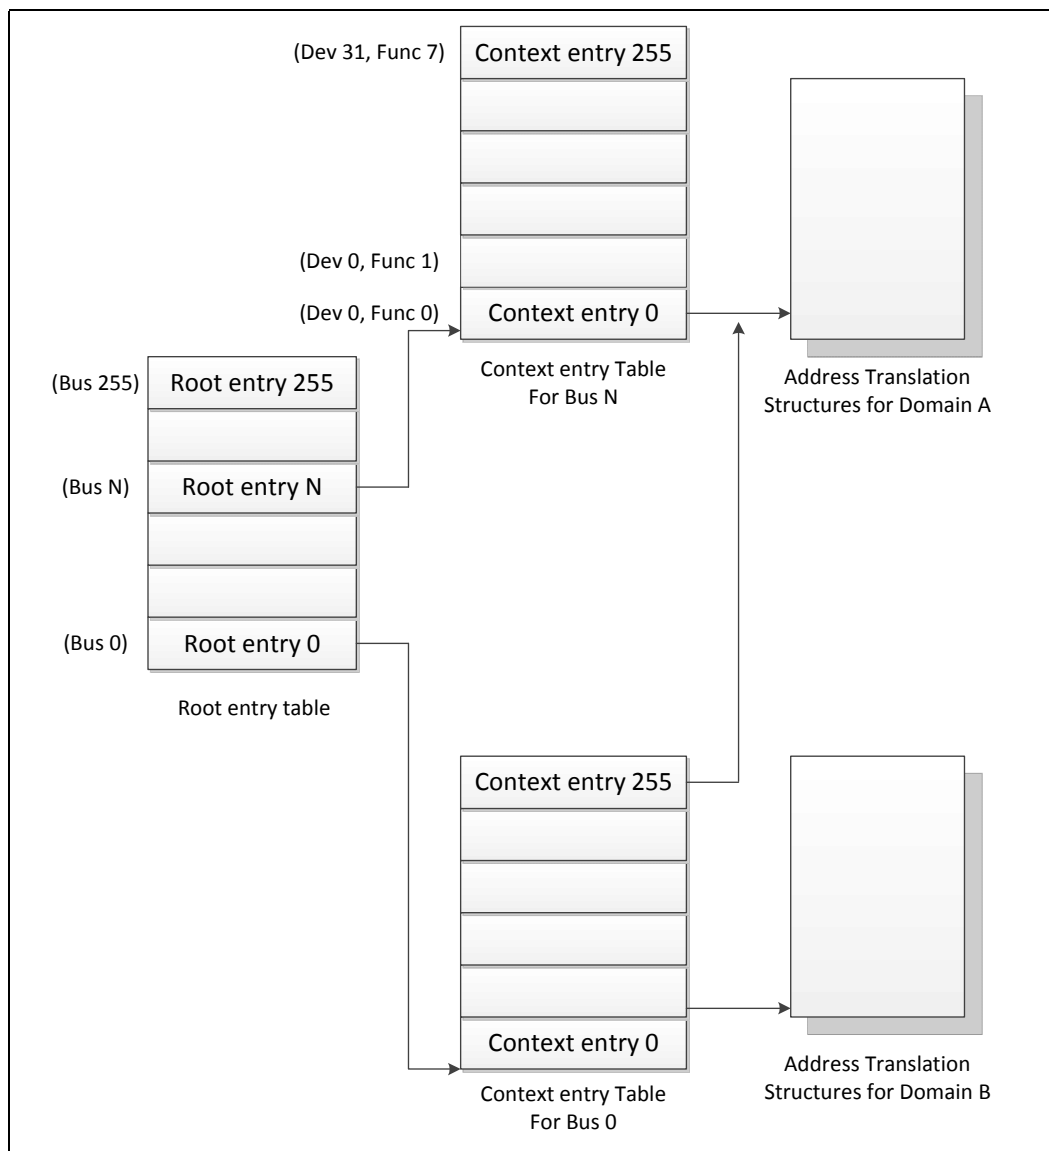 (Dev 31, Func 7)
Context entry 255
(Dev 0, Func 1)
(Dev 0, Func 0)
Context entry 0
Context entry Table
For Bus N
Address Translation
Structures for Domain A
(Bus 255)
Root entry 255
(Bus N)
Root entry N
(Bus 0)
Root entry 0
Root entry table
Context entry 255
Context entry 0
Context entry Table
For Bus 0
Address Translation
Structures for Domain B